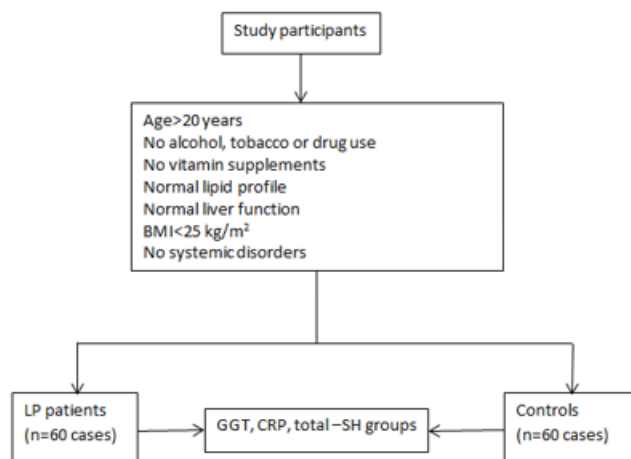 Study participants
Age>20 years
No alcohol, tobacco or drug use
No vitamin supplements
Normal lipid profile
Normal liver function
BMI<25 kg/m²
No systemic disorders
LP patients
(n=60 cases)
GGT, CRP, total –SH groups
Controls
(n=60 cases)